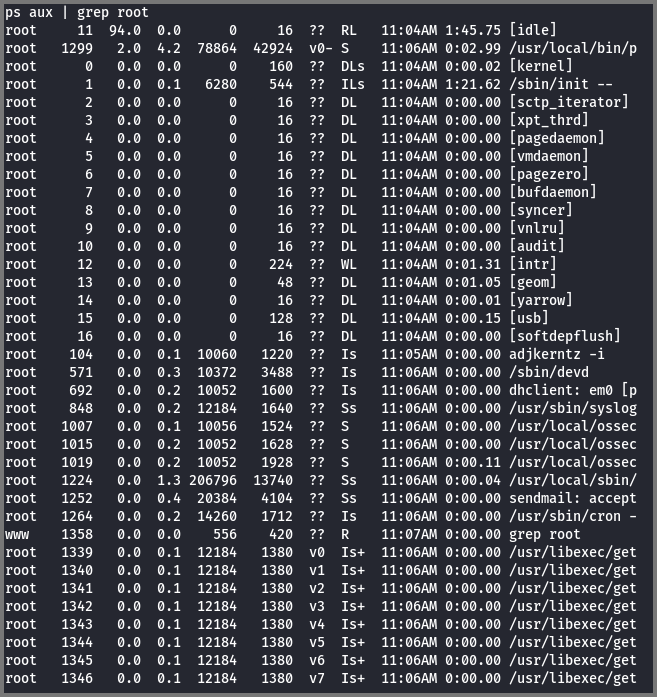 ps aux | grep root
root     11 94.0  0.0      0    16  ??  RL   11:04AM 1:45.75 [idle]
root   1299  2.0  4.2  78864 42924  v0- S    11:06AM 0:02.99 /usr/local/bin/p
root      0  0.0  0.0      0   160  ??  DLs  11:04AM 0:00.02 [kernel]
root      1  0.0  0.1   6280   544  ??  ILs  11:04AM 1:21.62 /sbin/init --
root      2  0.0  0.0      0    16  ??  DL   11:04AM 0:00.00 [sctp_iterator]
root      3  0.0  0.0      0    16  ??  DL   11:04AM 0:00.00 [xpt_thrd]
root      4  0.0  0.0      0    16  ??  DL   11:04AM 0:00.00 [pagedaemon]
root      5  0.0  0.0      0    16  ??  DL   11:04AM 0:00.00 [vmdaemon]
root      6  0.0  0.0      0    16  ??  DL   11:04AM 0:00.00 [pagezero]
root      7  0.0  0.0      0    16  ??  DL   11:04AM 0:00.00 [bufdaemon]
root      8  0.0  0.0      0    16  ??  DL   11:04AM 0:00.00 [syncer]
root      9  0.0  0.0      0    16  ??  DL   11:04AM 0:00.00 [vnlru]
root     10  0.0  0.0      0    16  ??  DL   11:04AM 0:00.00 [audit]
root     12  0.0  0.0      0   224  ??  WL   11:04AM 0:01.31 [intr]
root     13  0.0  0.0      0    48  ??  DL   11:04AM 0:01.05 [geom]
root     14  0.0  0.0      0    16  ??  DL   11:04AM 0:00.01 [yarrow]
root     15  0.0  0.0      0   128  ??  DL   11:04AM 0:00.15 [usb]
root     16  0.0  0.0      0    16  ??  DL   11:04AM 0:00.00 [softdepflush]
root    104  0.0  0.1  10060  1220  ??  Is   11:05AM 0:00.00 adjkerntz -i
root    571  0.0  0.3  10372  3488  ??  Is   11:06AM 0:00.00 /sbin/devd
root    692  0.0  0.2  10052  1600  ??  Is   11:06AM 0:00.00 dhclient: em0 [p
root    848  0.0  0.2  12184  1640  ??  Ss   11:06AM 0:00.00 /usr/sbin/syslog
root   1007  0.0  0.1  10056  1524  ??  S    11:06AM 0:00.00 /usr/local/ossec
root   1015  0.0  0.2  10052  1628  ??  S    11:06AM 0:00.00 /usr/local/ossec
root   1019  0.0  0.2  10052  1928  ??  S    11:06AM 0:00.11 /usr/local/ossec
root   1224  0.0  1.3 206796 13740  ??  Ss   11:06AM 0:00.04 /usr/local/sbin/
root   1252  0.0  0.4  20384  4104  ??  Ss   11:06AM 0:00.00 sendmail: accept
root   1264  0.0  0.2  14260  1712  ??  Is   11:06AM 0:00.00 /usr/sbin/cron -
www    1358  0.0  0.0    556   420  ??  R    11:07AM 0:00.00 grep root
root   1339  0.0  0.1  12184  1380  v0  Is+  11:06AM 0:00.00 /usr/libexec/get
root   1340  0.0  0.1  12184  1380  v1  Is+  11:06AM 0:00.00 /usr/libexec/get
root   1341  0.0  0.1  12184  1380  v2  Is+  11:06AM 0:00.00 /usr/libexec/get
root   1342  0.0  0.1  12184  1380  v3  Is+  11:06AM 0:00.00 /usr/libexec/get
root   1343  0.0  0.1  12184  1380  v4  Is+  11:06AM 0:00.00 /usr/libexec/get
root   1344  0.0  0.1  12184  1380  v5  Is+  11:06AM 0:00.00 /usr/libexec/get
root   1345  0.0  0.1  12184  1380  v6  Is+  11:06AM 0:00.00 /usr/libexec/get
root   1346  0.0  0.1  12184  1380  v7  Is+  11:06AM 0:00.00 /usr/libexec/get